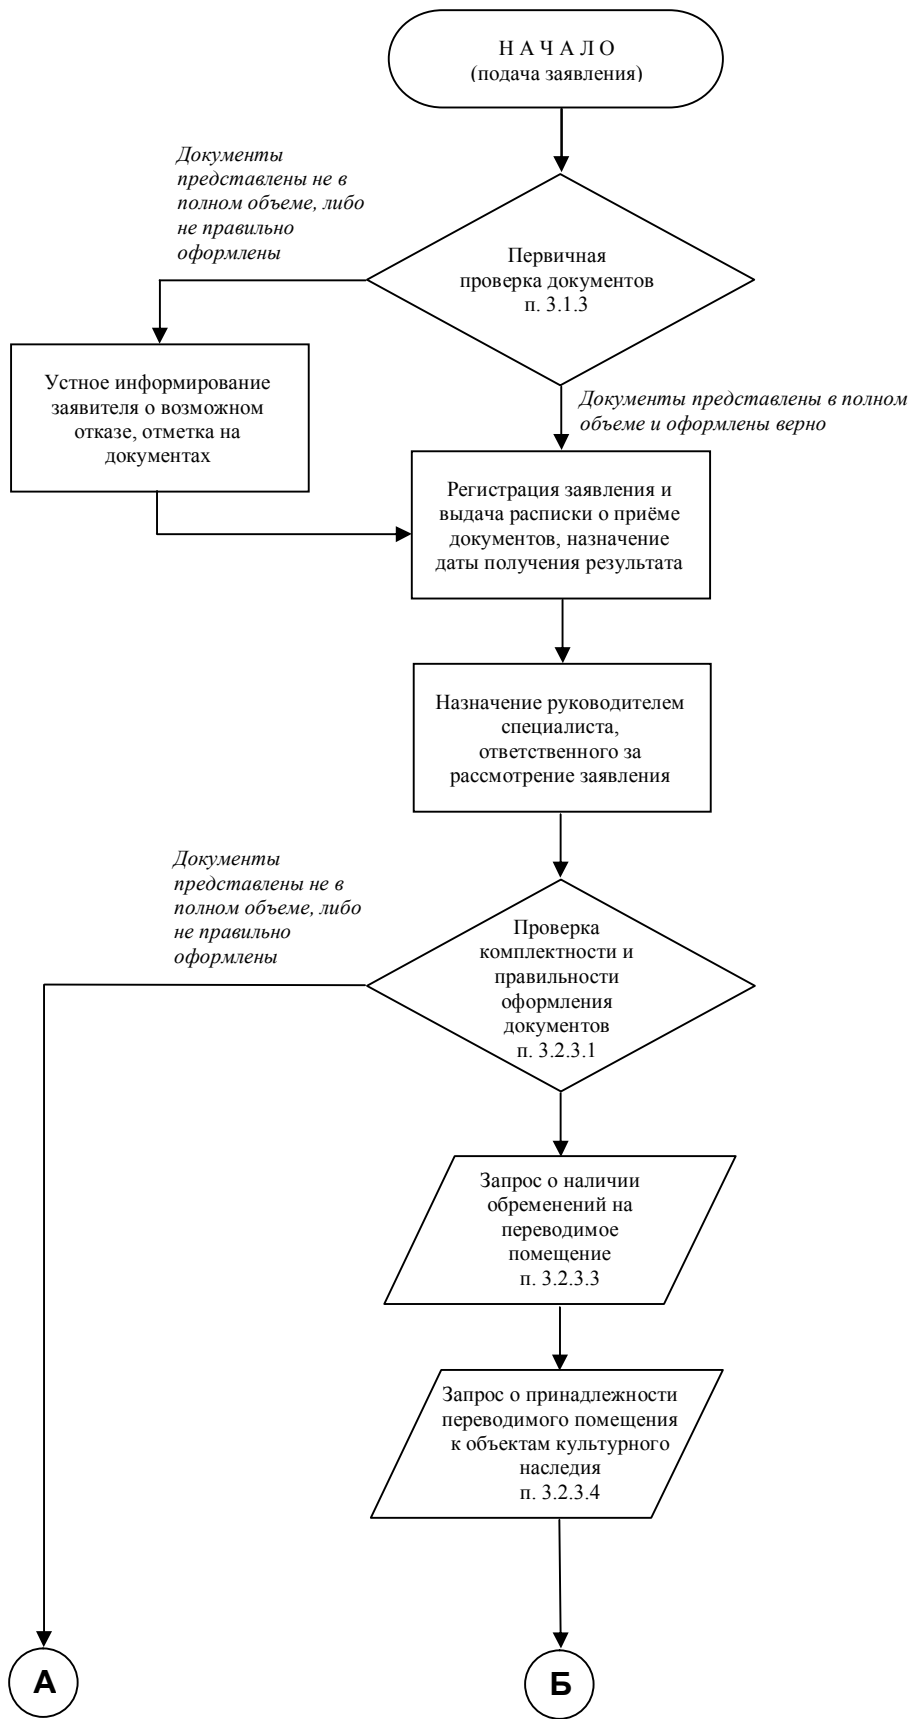 Н А Ч А Л О
(подача заявления)
Документы
представлены не в
полном объеме, либо
не правильно
оформлены
Первичная
проверка документов
п. 3.1.3
Устное информирование
заявителя о возможном
отказе, отметка на
документах
Документы представлены в полном
объеме и оформлены верно
Регистрация заявления и
выдача расписки о приёме
документов, назначение
даты получения результата
Назначение руководителем
специалиста,
ответственного за
рассмотрение заявления
Документы
представлены не в
полном объеме, либо
не правильно
оформлены
Проверка
комплектности и
правильности
оформления
документов
п. 3.2.3.1
Запрос о наличии
обременений на
переводимое
помещение
п. 3.2.3.3
Запрос о принадлежности
переводимого помещения
к объектам культурного
наследия
п. 3.2.3.4
А
Б